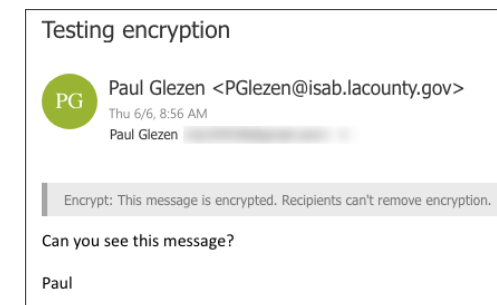 Testing encryption
PG
Paul Glezen <PGlezen@isab.lacounty.gov>
Thu 6/6, 8:56 AM
Paul Glezen
Encrypt: This message is encrypted. Recipients can't remove encryption.
Can you see this message?
Paul